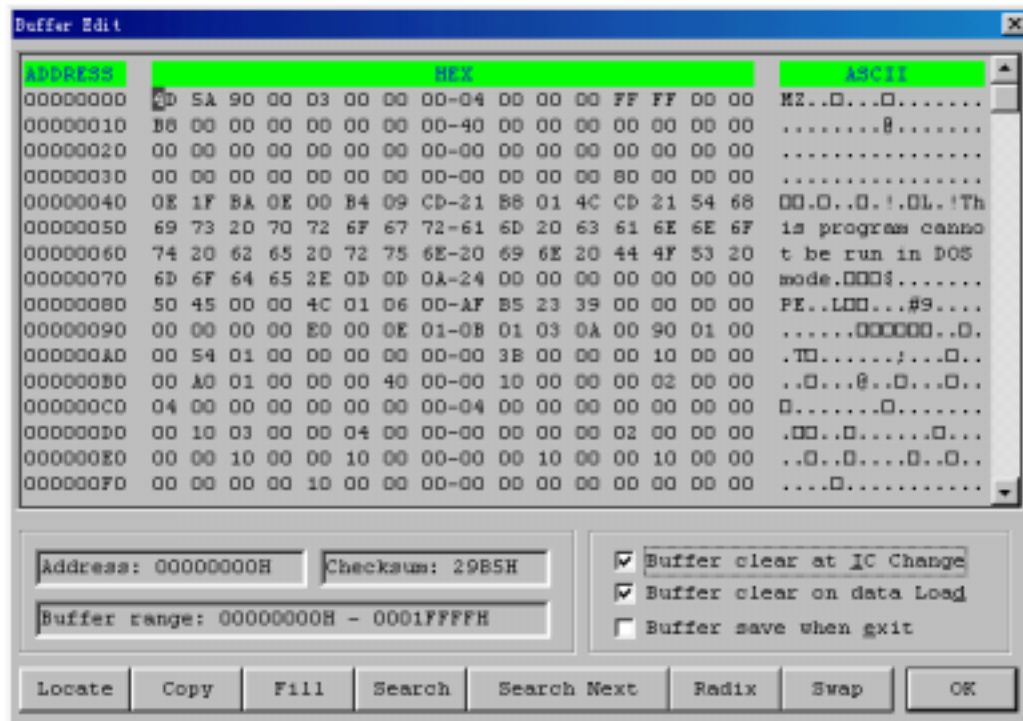 Buffer Edit
ADDRESS HEX ASCII
00000000 4D 5A 90 00 03 00 00 00-04 00 00 00 FF FF 00 00 MZ..□...□.......
00000010 B8 00 00 00 00 00 00 00-40 00 00 00 00 00 00 00 ........@.......
00000020 00 00 00 00 00 00 00 00-00 00 00 00 00 00 00 00 ................
00000030 00 00 00 00 00 00 00 00-00 00 00 00 80 00 00 00 ................
00000040 0E 1F BA 0E 00 B4 09 CD-21 B8 01 4C CD 21 54 68 □□.□..□.!.□L.!Th
00000050 69 73 20 70 72 6F 67 72-61 6D 20 63 61 6E 6E 6F is program canno
00000060 74 20 62 65 20 72 75 6E-20 69 6E 20 44 4F 53 20 t be run in DOS
00000070 6D 6F 64 65 2E 0D 0D 0A-24 00 00 00 00 00 00 00 mode.□□□$.......
00000080 50 45 00 00 4C 01 06 00-AF B5 23 39 00 00 00 00 PE..L□□...#9....
00000090 00 00 00 00 E0 00 0E 01-0B 01 03 0A 00 90 01 00 ......□□□□□□..□.
000000A0 00 54 01 00 00 00 00 00-00 3B 00 00 00 10 00 00 .T□......;...□..
000000B0 00 A0 01 00 00 00 40 00-00 10 00 00 00 02 00 00 ..□...@..□...□..
000000C0 04 00 00 00 00 00 00 00-04 00 00 00 00 00 00 00 □.......□.......
000000D0 00 10 03 00 00 04 00 00-00 00 00 00 02 00 00 00 .□□..□......□...
000000E0 00 00 10 00 00 10 00 00-00 00 10 00 00 10 00 00 ..□..□....□..□..
000000F0 00 00 00 00 10 00 00 00-00 00 00 00 00 00 00 00 ....□...........
Address: 00000000H Checksum: 29B5H
Buffer range: 00000000H - 0001FFFFH
Buffer clear at IC Change
Buffer clear on data Load
Buffer save when exit
Locate Copy Fill Search Search Next Radix Swap OK